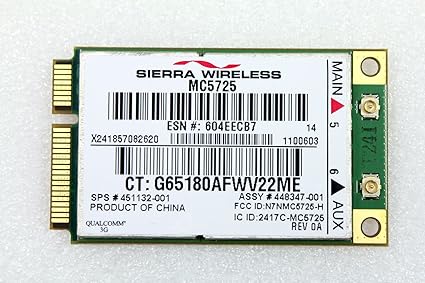 SIERRA WIRELESS
MC5725
ESN #: 604EECB7
14
X241857082620
1100603
CT: G65180AFWV22ME
SPS # 451132-001
ASSY # 448347-001
PRODUCT OF CHINA
FCC ID: N7NMC5725-H
IC ID: 2417C-MC5725
QUALCOMM
3G
REV 0A
MAIN 5
6 AUX